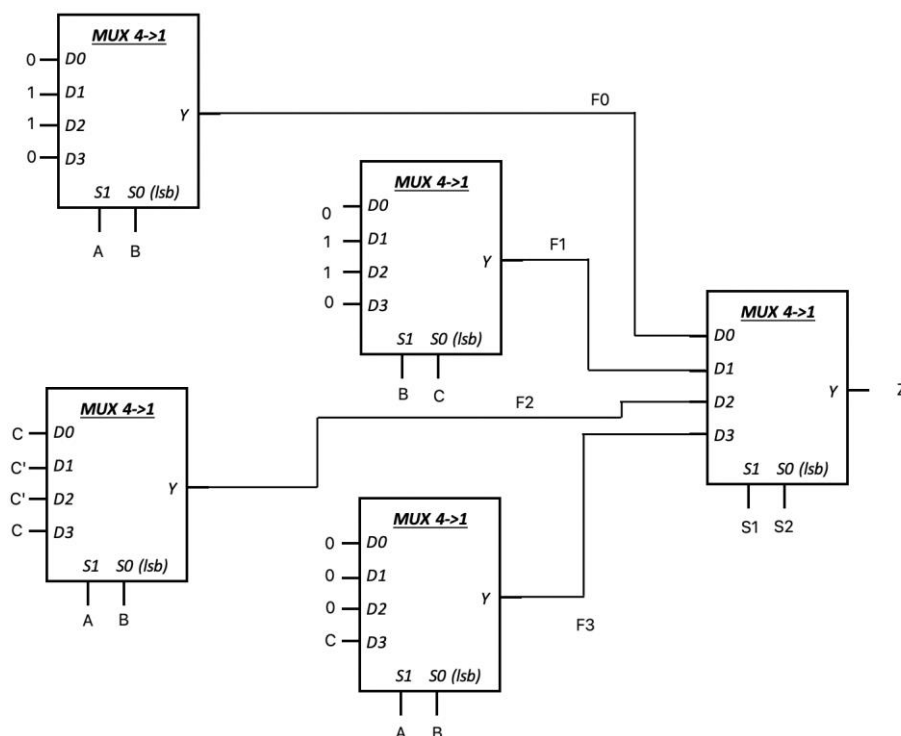 MUX 4->1
0 D0
1 D1
1 D2
0 D3
Y
S1 S0 (lsb)
A B
F0
MUX 4->1
0 D0
1 D1
1 D2
0 D3
Y
S1 S0 (lsb)
B C
F1
MUX 4->1
C D0
C' D1
C' D2
C D3
Y
S1 S0 (lsb)
A B
F2
MUX 4->1
0 D0
0 D1
0 D2
C D3
Y
S1 S0 (lsb)
A B
F3
MUX 4->1
D0
D1
D2
D3
Y
S1 S0 (lsb)
S1 S2
Z